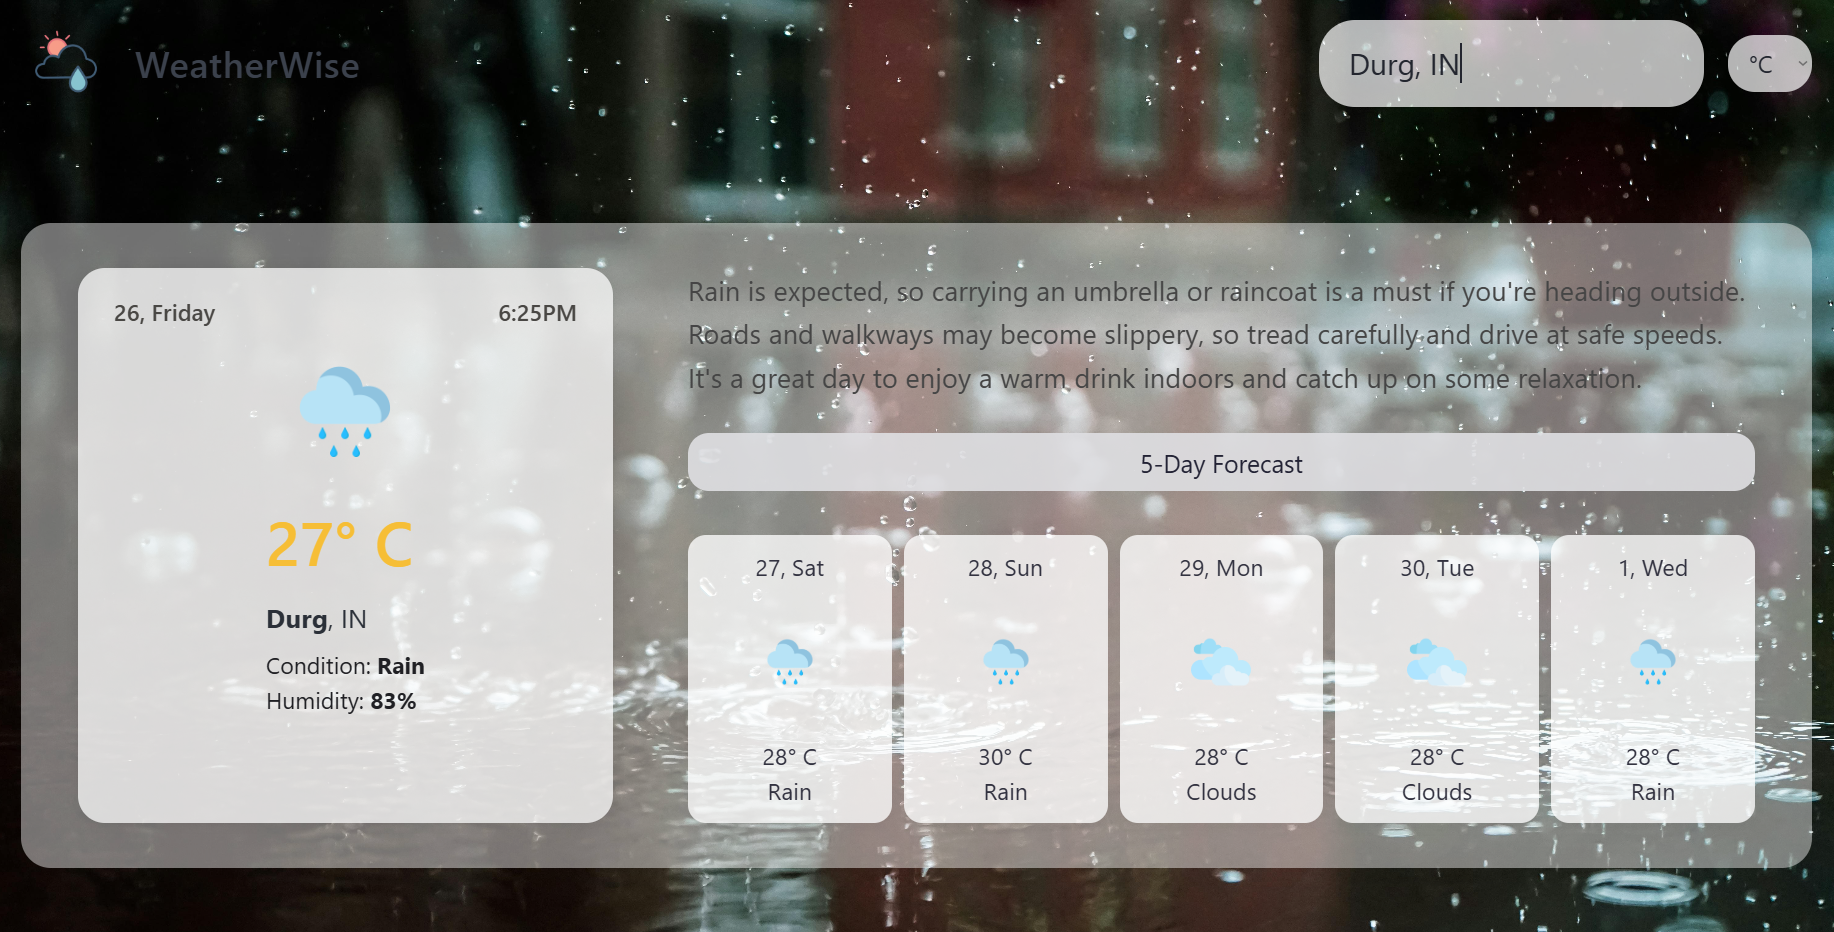 WeatherWise
Durg, IN
°C
26, Friday
6:25PM
27° C
Durg, IN
Condition: Rain
Humidity: 83%
Rain is expected, so carrying an umbrella or raincoat is a must if you're heading outside.
Roads and walkways may become slippery, so tread carefully and drive at safe speeds.
It's a great day to enjoy a warm drink indoors and catch up on some relaxation.
5-Day Forecast
27, Sat
28° C
Rain
28, Sun
30° C
Rain
29, Mon
28° C
Clouds
30, Tue
28° C
Clouds
1, Wed
28° C
Rain